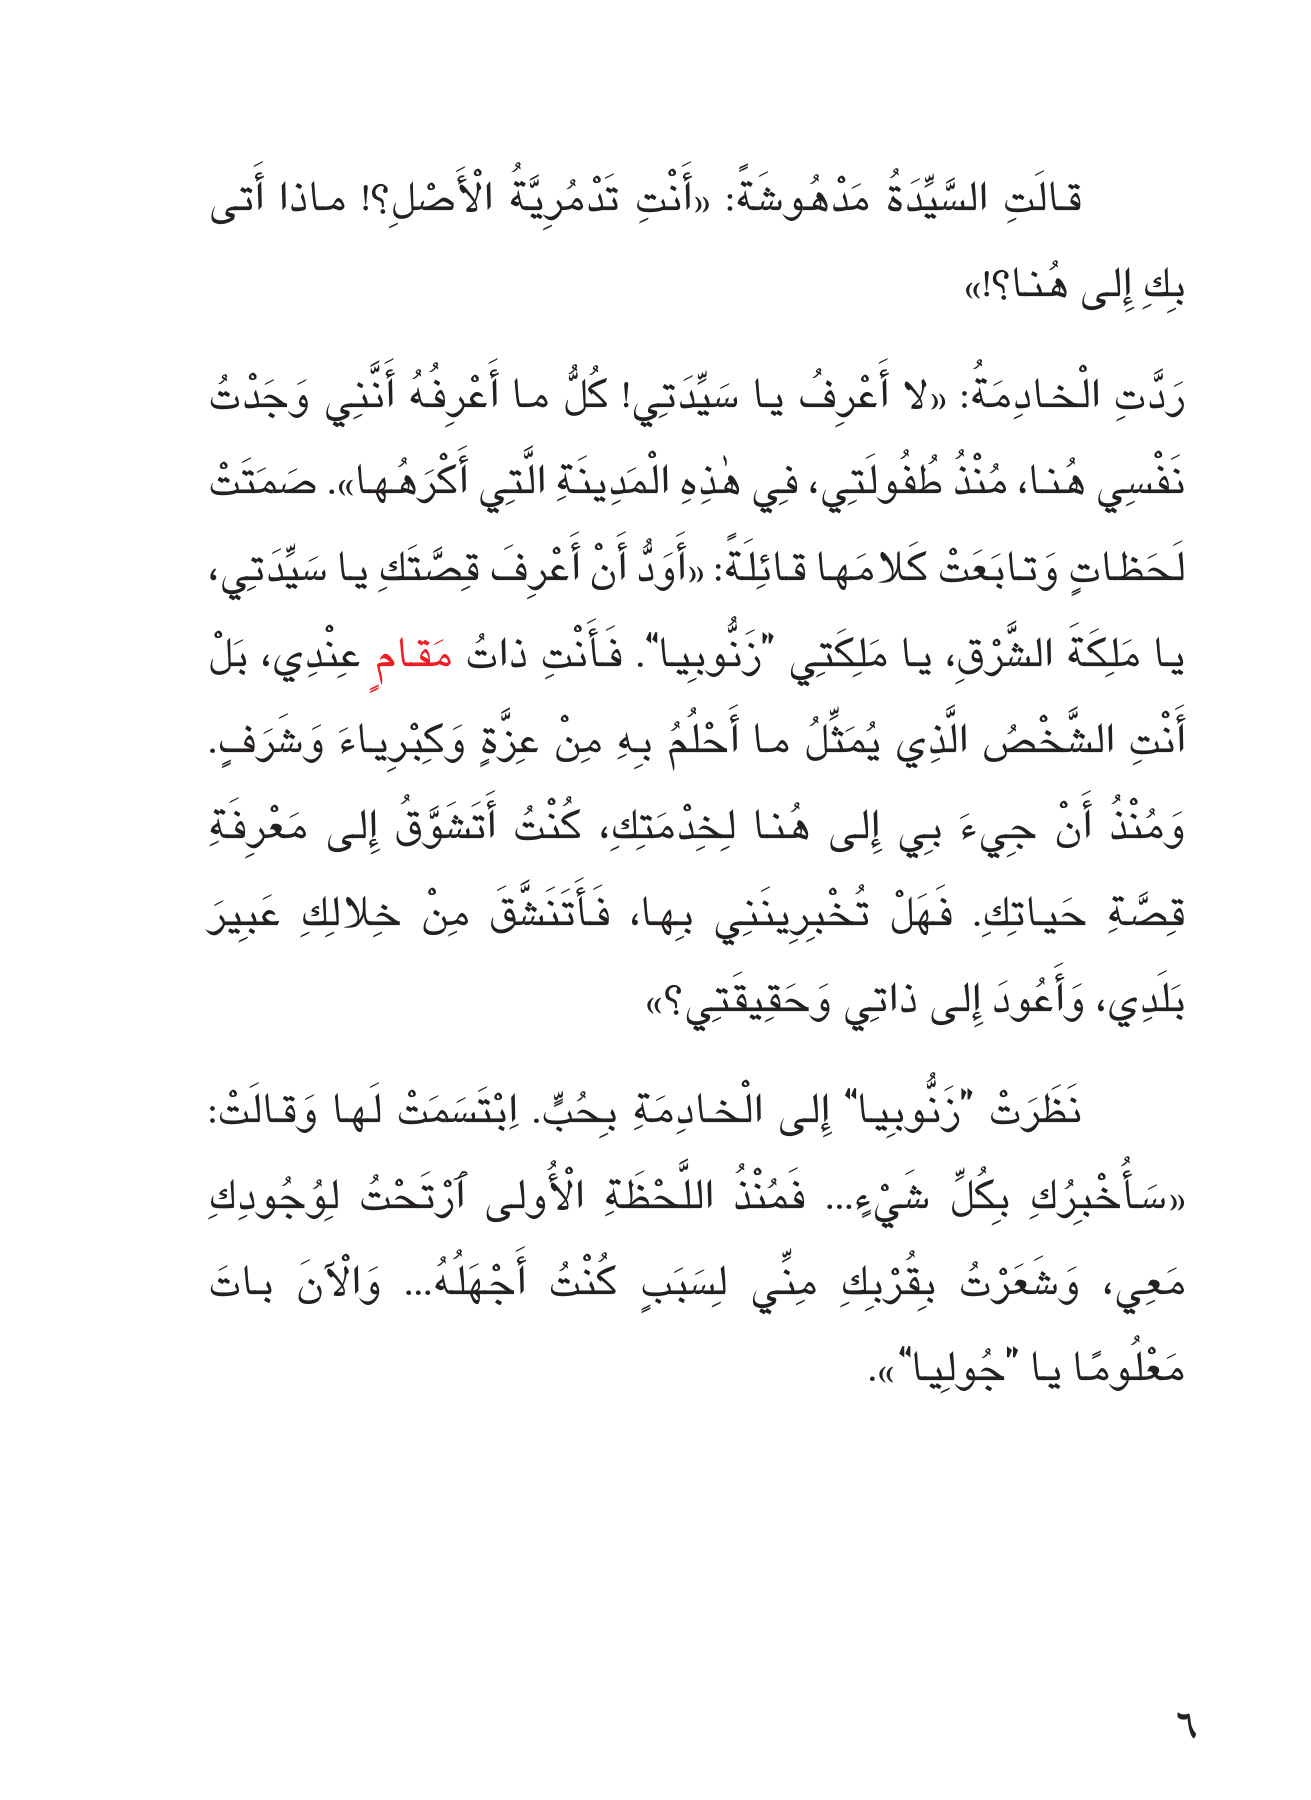 قالَتِ السَّيِّدَةُ مَدْهُوشَةً: «أَنْتِ تَدْمُرِيَّةُ الْأَصْلِ؟! ماذا أَتى
بِكِ إِلى هُنا؟!»
رَدَّتِ الْخادِمَةُ: «لا أَعْرِفُ يا سَيِّدَتِي! كُلُّ ما أَعْرِفُهُ أَنَّنِي وَجَدْتُ
نَفْسِي هُنا، مُنْذُ طُفُولَتِي، فِي هٰذِهِ الْمَدِينَةِ الَّتِي أَكْرَهُها». صَمَتَتْ
لَحَظاتٍ وَتابَعَتْ كَلامَها قائِلَةً: «أَوَدُّ أَنْ أَعْرِفَ قِصَّتَكِ يا سَيِّدَتِي،
يا مَلِكَةَ الشَّرْقِ، يا مَلِكَتِي "زَنُّوبِيا". فَأَنْتِ ذاتُ مَقامٍ عِنْدِي، بَلْ
أَنْتِ الشَّخْصُ الَّذِي يُمَثِّلُ ما أَحْلُمُ بِهِ مِنْ عِزَّةٍ وَكِبْرِياءَ وَشَرَفٍ.
وَمُنْذُ أَنْ جِيءَ بِي إِلى هُنا لِخِدْمَتِكِ، كُنْتُ أَتَشَوَّقُ إِلى مَعْرِفَةِ
قِصَّةِ حَياتِكِ. فَهَلْ تُخْبِرِينَنِي بِها، فَأَتَنَشَّقَ مِنْ خِلالِكِ عَبِيرَ
بَلَدِي، وَأَعُودَ إِلى ذاتِي وَحَقِيقَتِي؟»
نَظَرَتْ "زَنُّوبِيا" إِلى الْخادِمَةِ بِحُبٍّ. اِبْتَسَمَتْ لَها وَقالَتْ:
«سَأُخْبِرُكِ بِكُلِّ شَيْءٍ... فَمُنْذُ اللَّحْظَةِ الْأُولى ٱرْتَحْتُ لِوُجُودِكِ
مَعِي، وَشَعَرْتُ بِقُرْبِكِ مِنِّي لِسَبَبٍ كُنْتُ أَجْهَلُهُ... وَالْآنَ باتَ
مَعْلُومًا يا "جُولِيا"».
٦